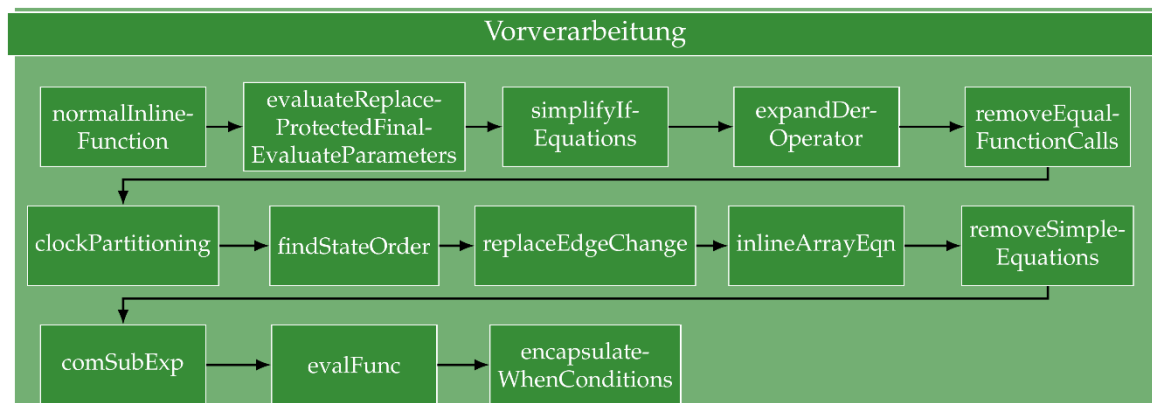 Vorverarbeitung
normalInline-
Function
evaluateReplace-
ProtectedFinal-
EvaluateParameters
simplifyIf-
Equations
expandDer-
Operator
removeEqual-
FunctionCalls
clockPartitioning
findStateOrder
replaceEdgeChange
inlineArrayEqn
removeSimple-
Equations
comSubExp
evalFunc
encapsulate-
WhenConditions